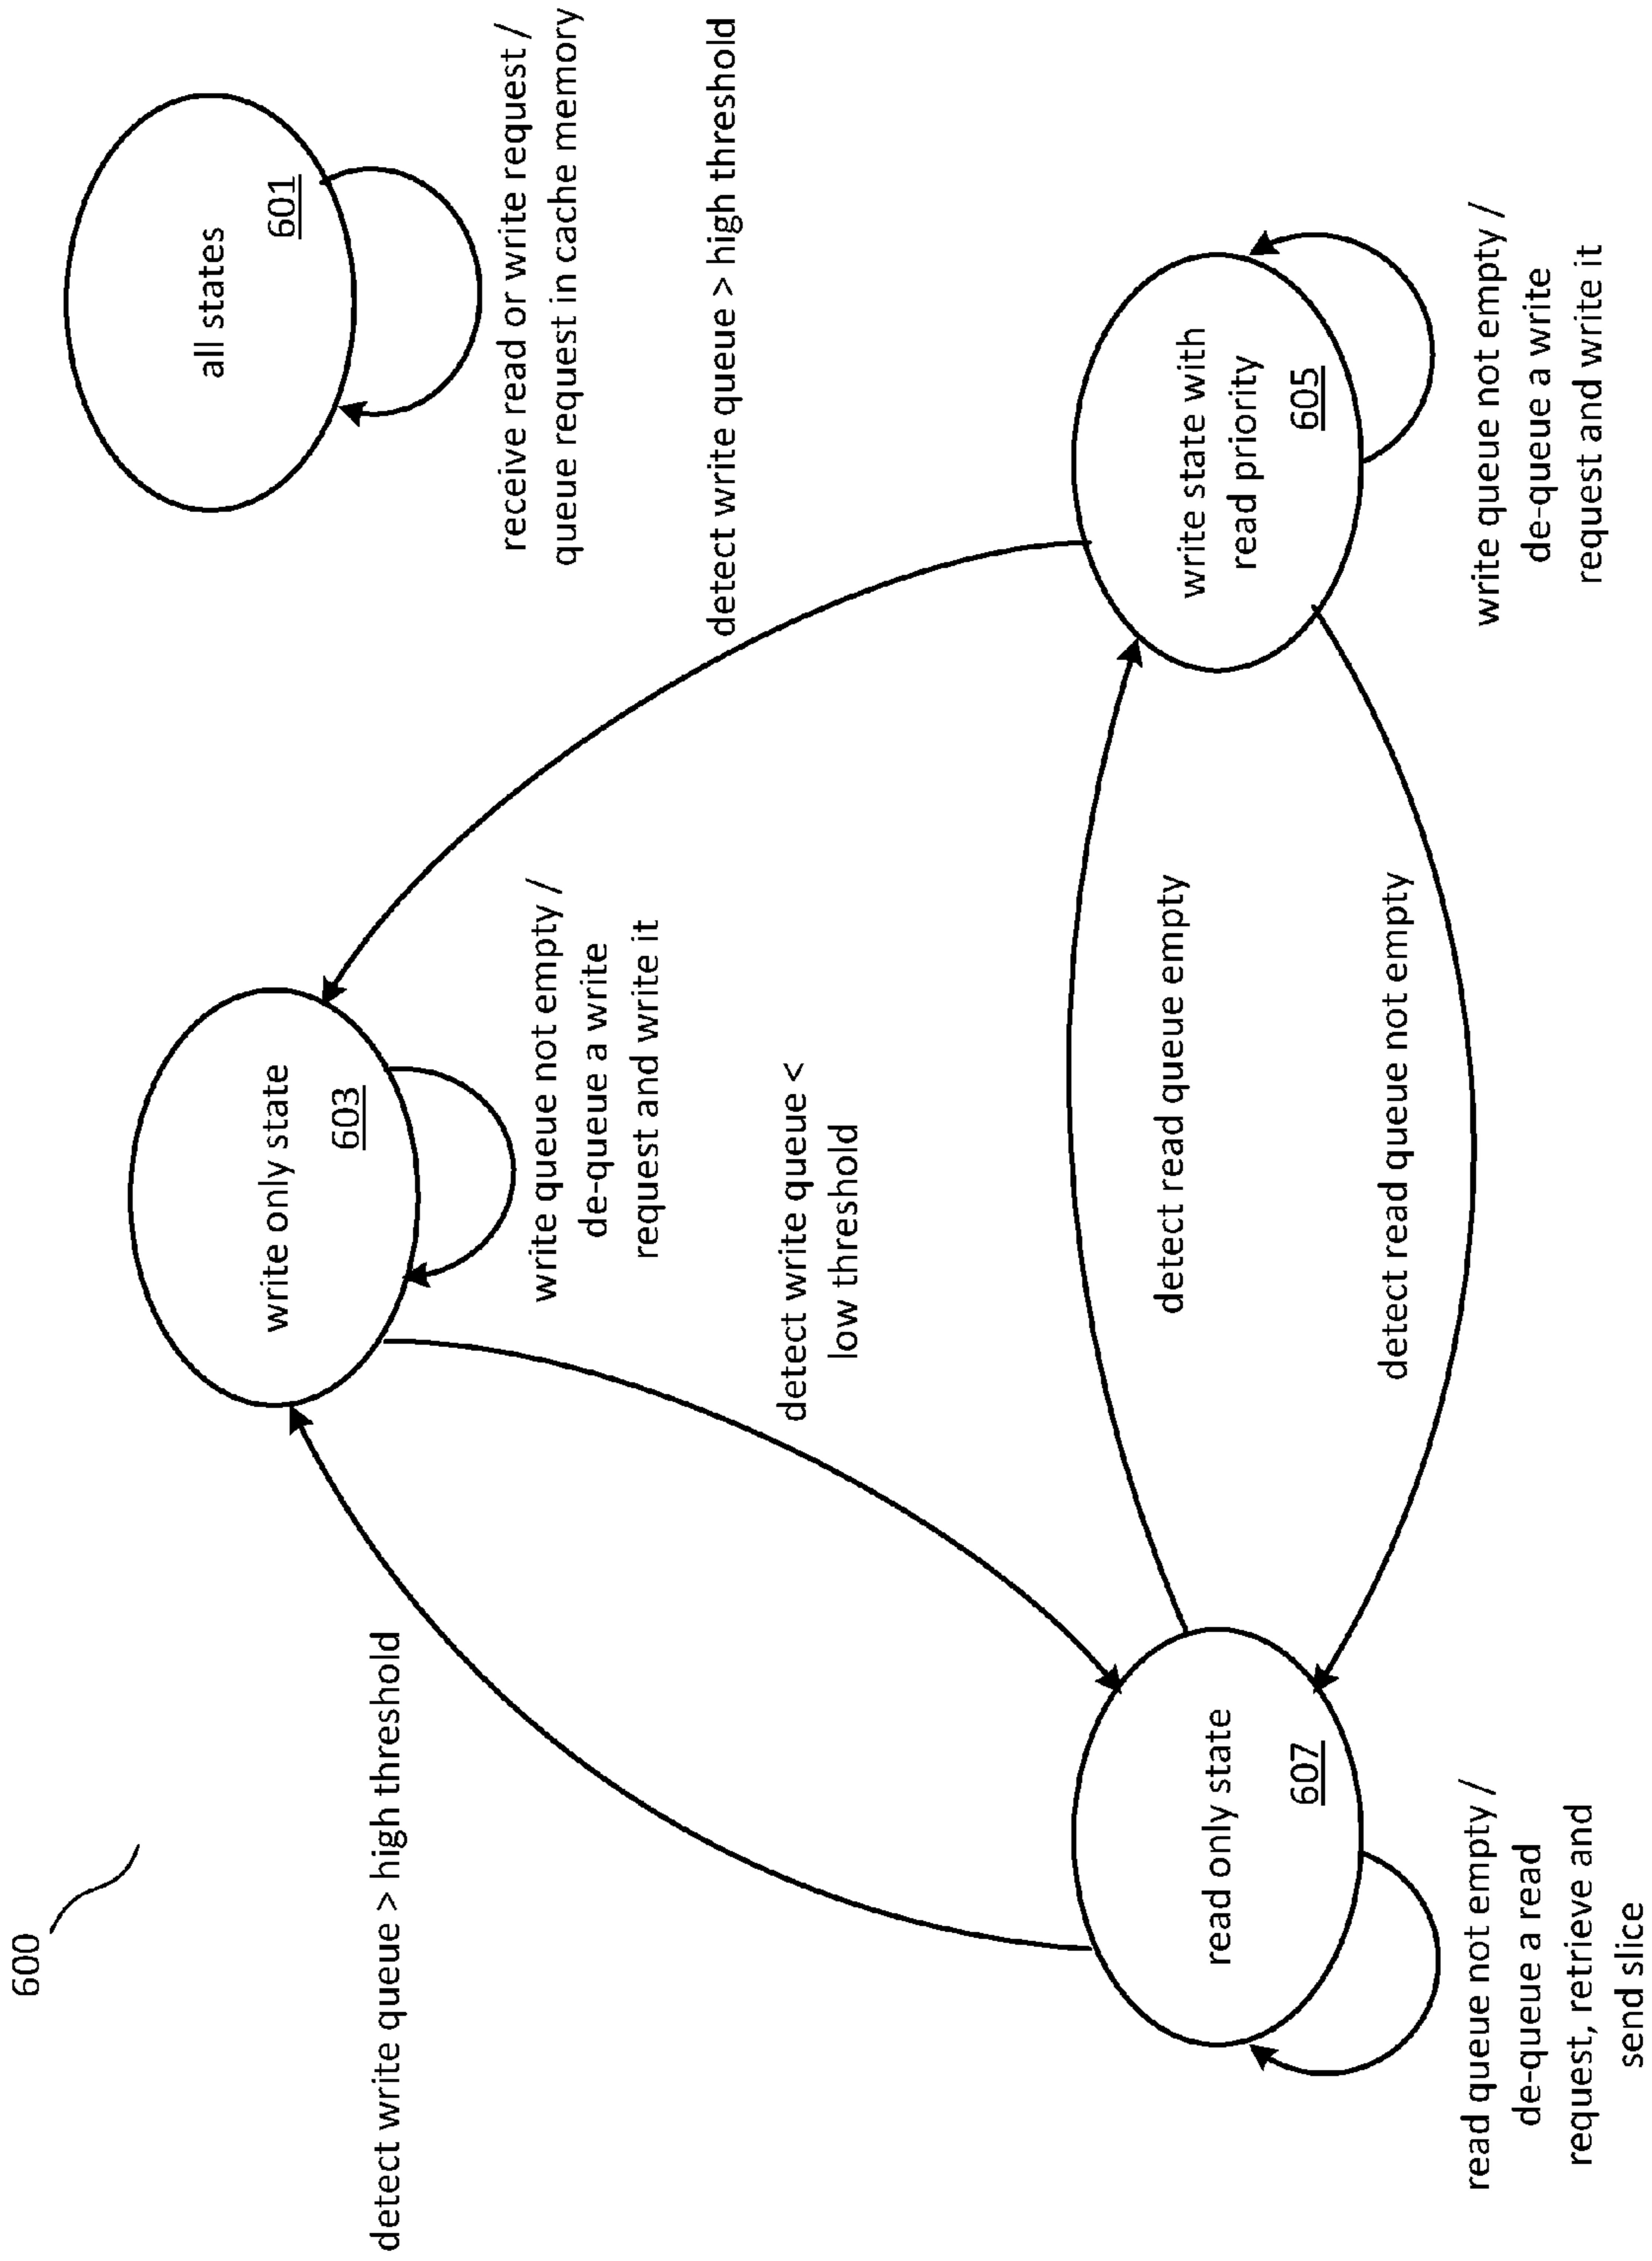 600
all states
601
receive read or write request /
queue request in cache memory
write only state
603
write queue not empty /
de-queue a write
request and write it
detect write queue > high threshold
detect write queue > high threshold
detect write queue <
low threshold
read only state
607
read queue not empty /
de-queue a read
request, retrieve and
send slice
detect read queue empty
detect read queue not empty
write state with
read priority
605
write queue not empty /
de-queue a write
request and write it